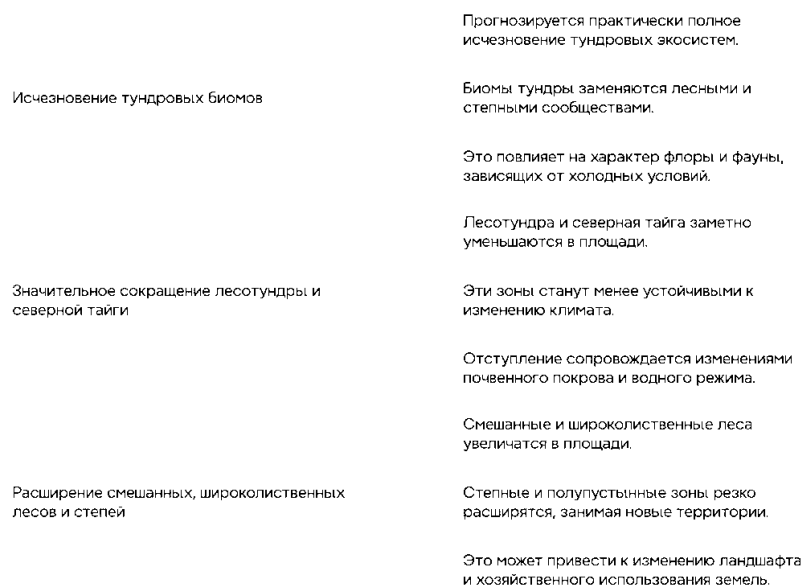 Прогнозируется практически полное
исчезновение тундровых экосистем.
Исчезновение тундровых биомов
Биомы тундры заменяются лесными и
степными сообществами.
Это повлияет на характер флоры и фауны,
зависящих от холодных условий.
Лесотундра и северная тайга заметно
уменьшаются в площади.
Значительное сокращение лесотундры и
северной тайги
Эти зоны станут менее устойчивыми к
изменению климата.
Отступление сопровождается изменениями
почвенного покрова и водного режима.
Смешанные и широколиственные леса
увеличатся в площади.
Расширение смешанных, широколиственных
лесов и степей
Степные и полупустынные зоны резко
расширятся, занимая новые территории.
Это может привести к изменению ландшафта
и хозяйственного использования земель.